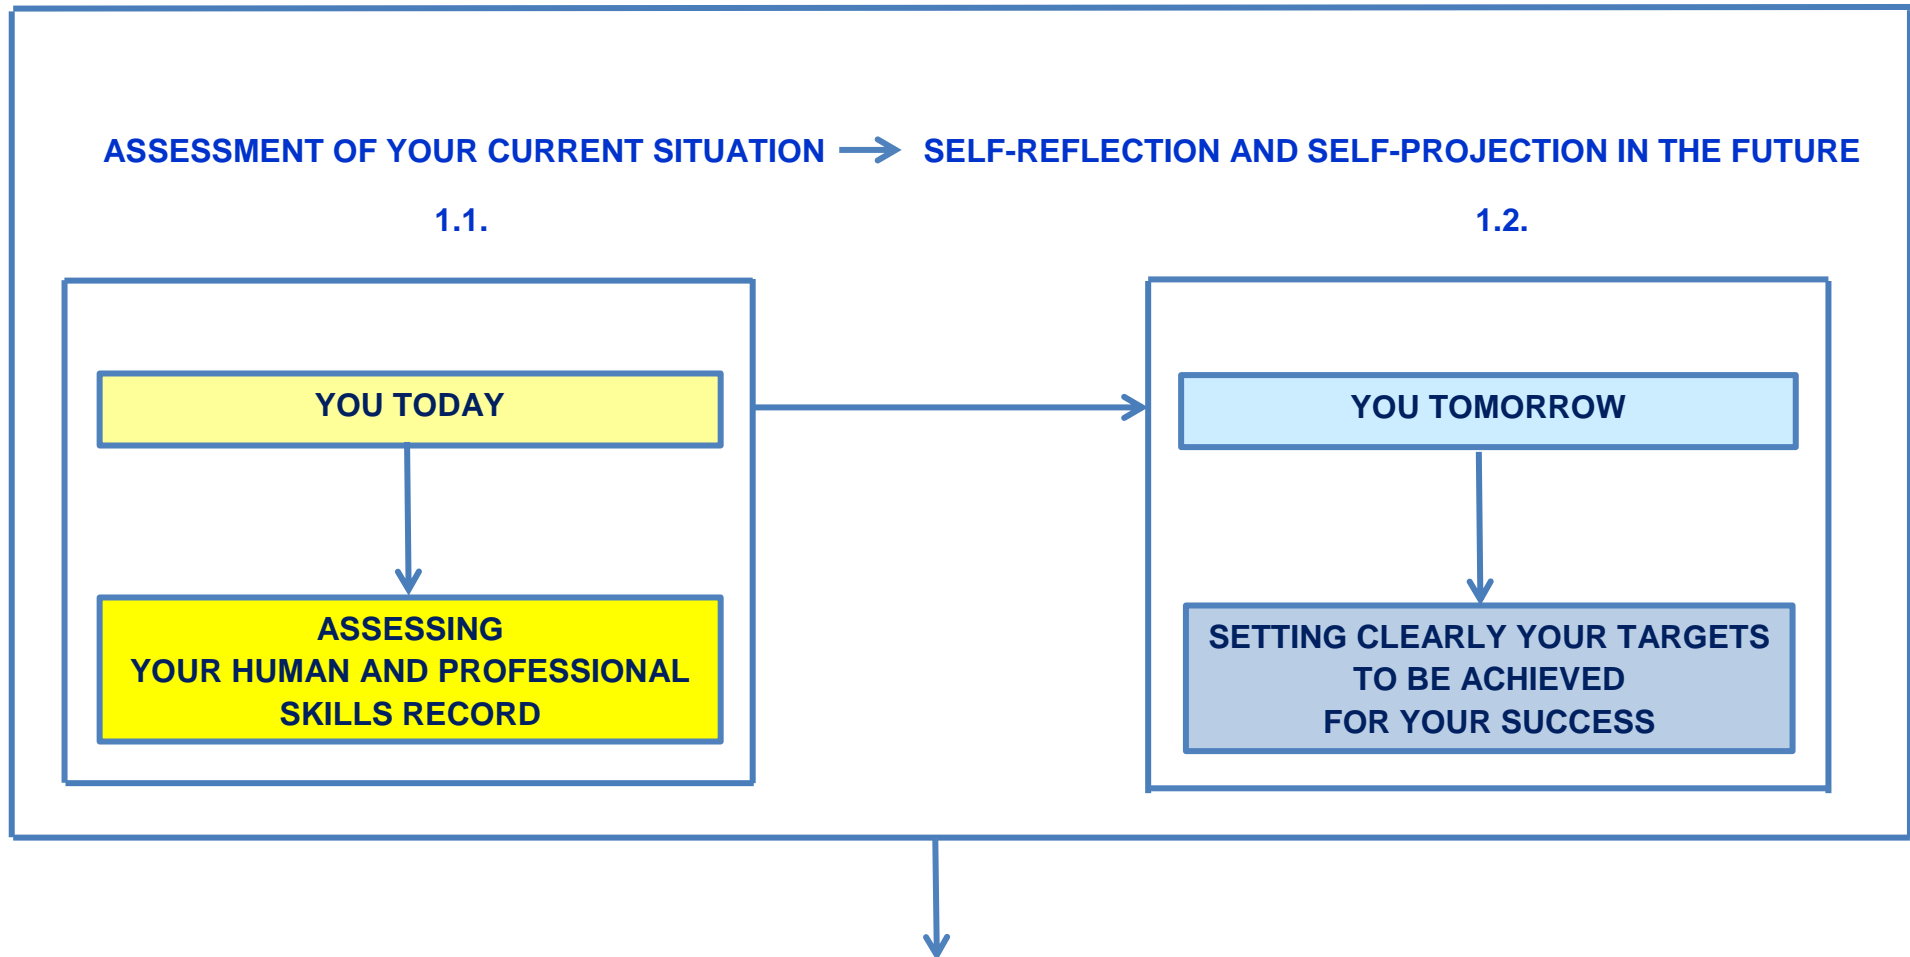 ASSESSMENT OF YOUR CURRENT SITUATION
SELF-REFLECTION AND SELF-PROJECTION IN THE FUTURE
1.1.
1.2.
YOU TODAY
ASSESSING
YOUR HUMAN AND PROFESSIONAL
SKILLS RECORD
YOU TOMORROW
SETTING CLEARLY YOUR TARGETS
TO BE ACHIEVED
FOR YOUR SUCCESS